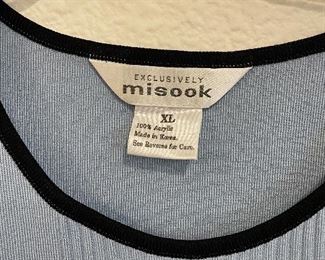 EXCLUSIVELY
misook
XL
100% Acrylic
Made in Korea.
See Reverse for Care.